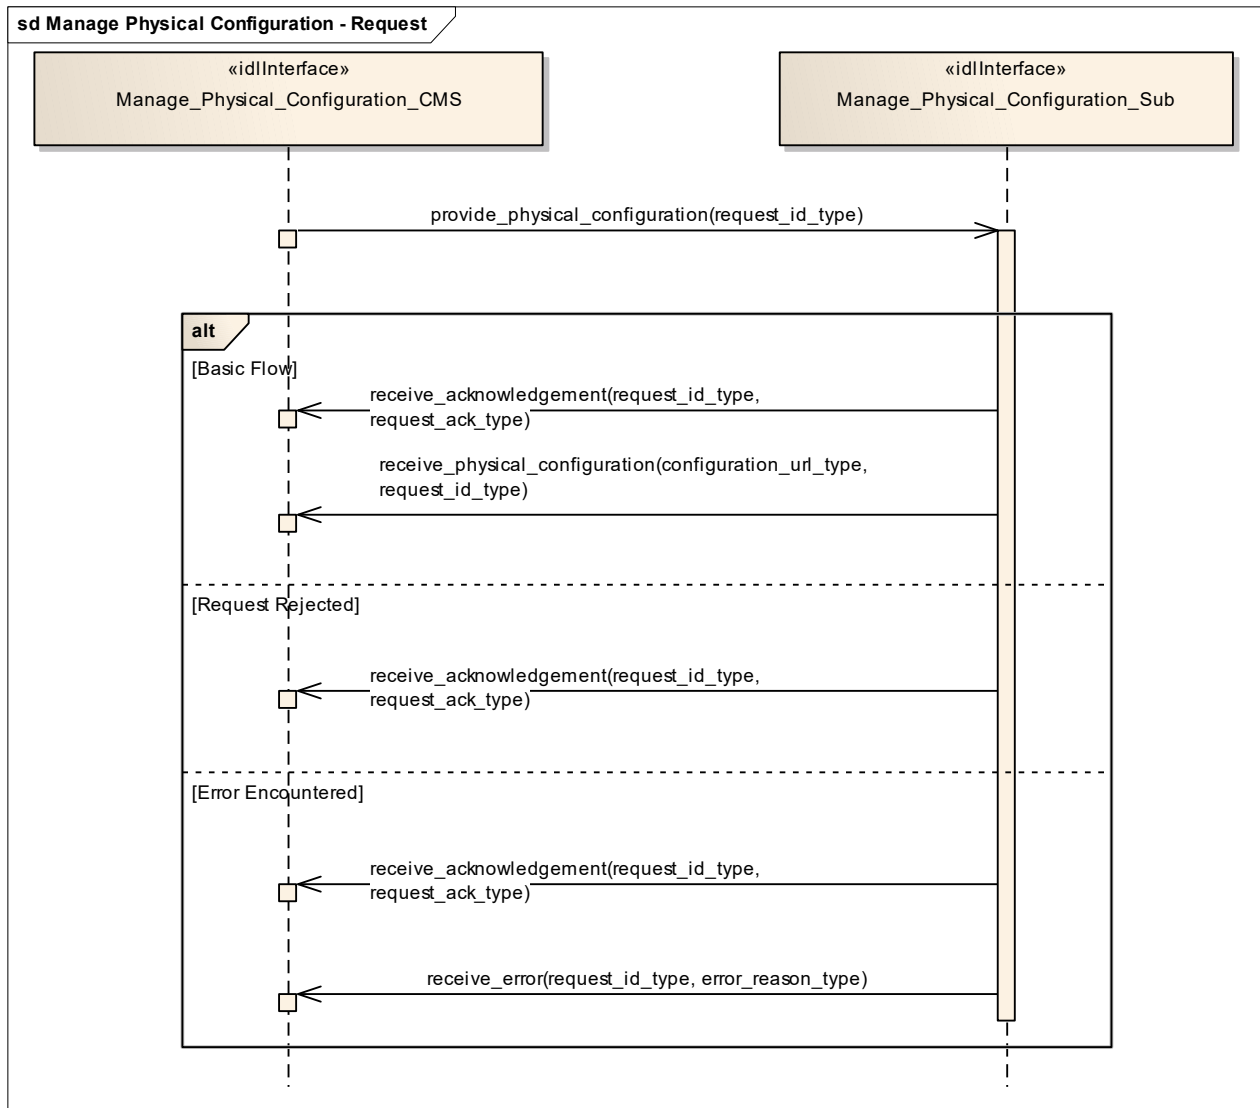 sd Manage Physical Configuration - Request
«idlInterface»
Manage_Physical_Configuration_CMS
«idlInterface»
Manage_Physical_Configuration_Sub
provide_physical_configuration(request_id_type)
alt
[Basic Flow]
receive_acknowledgement(request_id_type,
request_ack_type)
receive_physical_configuration(configuration_url_type,
request_id_type)
[Request Rejected]
receive_acknowledgement(request_id_type,
request_ack_type)
[Error Encountered]
receive_acknowledgement(request_id_type,
request_ack_type)
receive_error(request_id_type, error_reason_type)